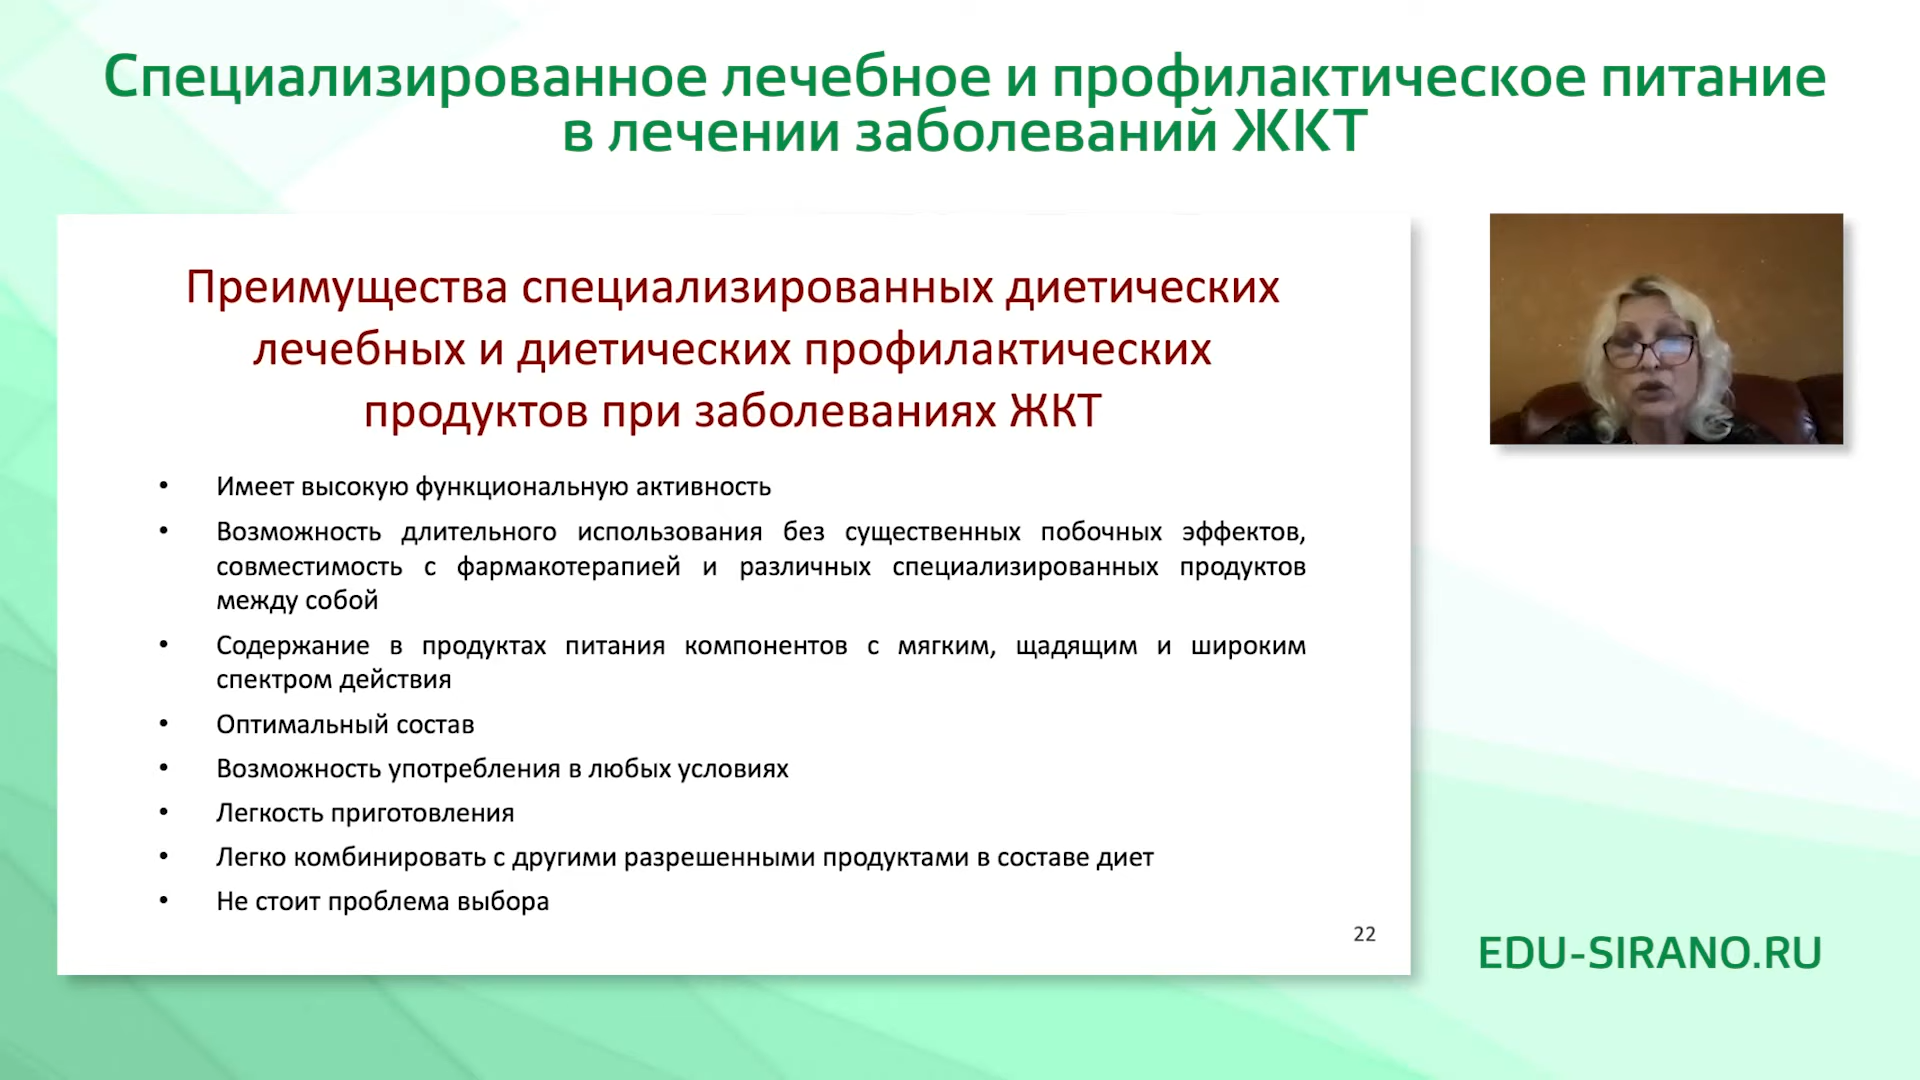 Специализированное лечебное и профилактическое питание
в лечении заболеваний ЖКТ
Преимущества специализированных диетических
лечебных и диетических профилактических
продуктов при заболеваниях ЖКТ
• Имеет высокую функциональную активность
• Возможность длительного использования без существенных побочных эффектов,
совместимость с фармакотерапией и различных специализированных продуктов
между собой
• Содержание в продуктах питания компонентов с мягким, щадящим и широким
спектром действия
• Оптимальный состав
• Возможность употребления в любых условиях
• Легкость приготовления
• Легко комбинировать с другими разрешенными продуктами в составе диет
• Не стоит проблема выбора
22
EDU-SIRANO.RU